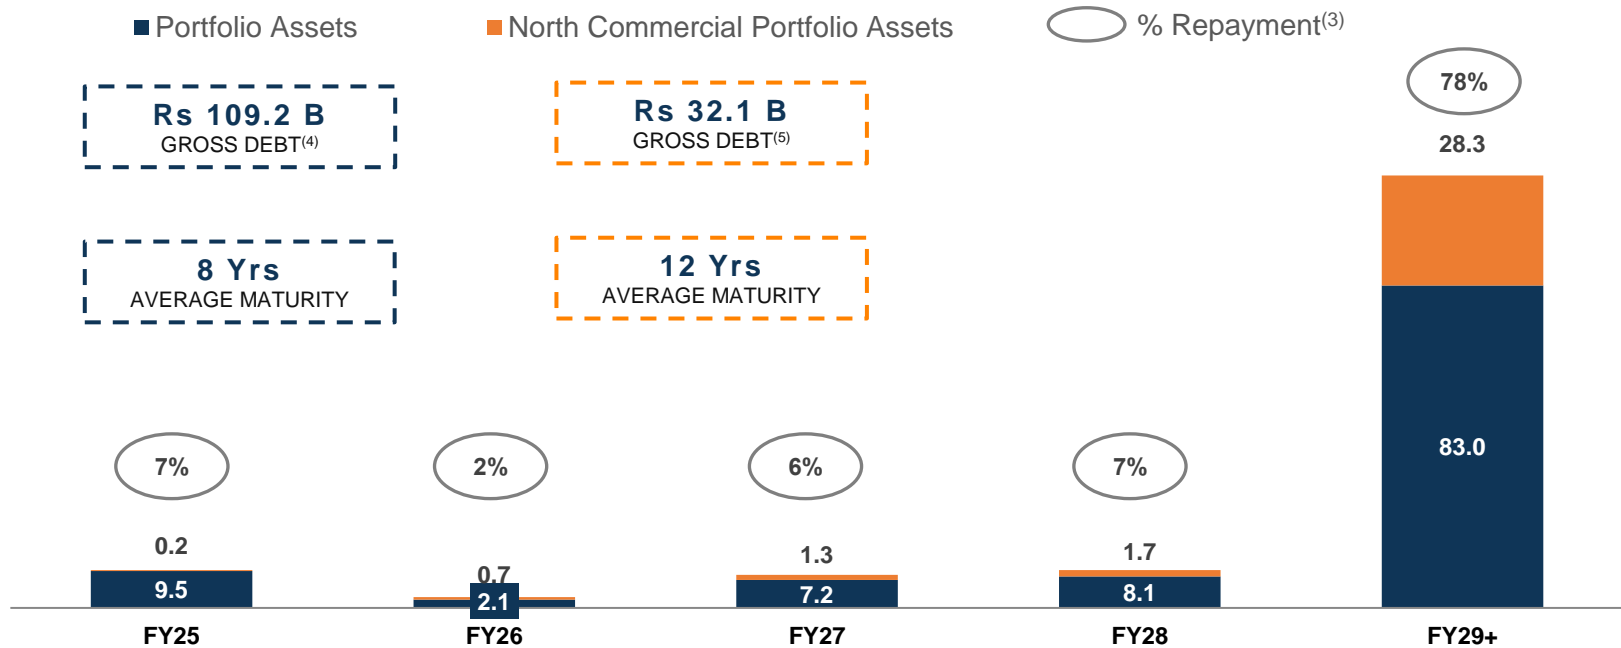 Portfolio Assets
North Commercial Portfolio Assets
% Repayment(3)
Rs 109.2 B
GROSS DEBT(4)
Rs 32.1 B
GROSS DEBT(5)
8 Yrs
AVERAGE MATURITY
12 Yrs
AVERAGE MATURITY
7%
2%
6%
7%
78%
0.2
0.7
1.3
1.7
28.3
9.5
2.1
7.2
8.1
83.0
FY25
FY26
FY27
FY28
FY29+